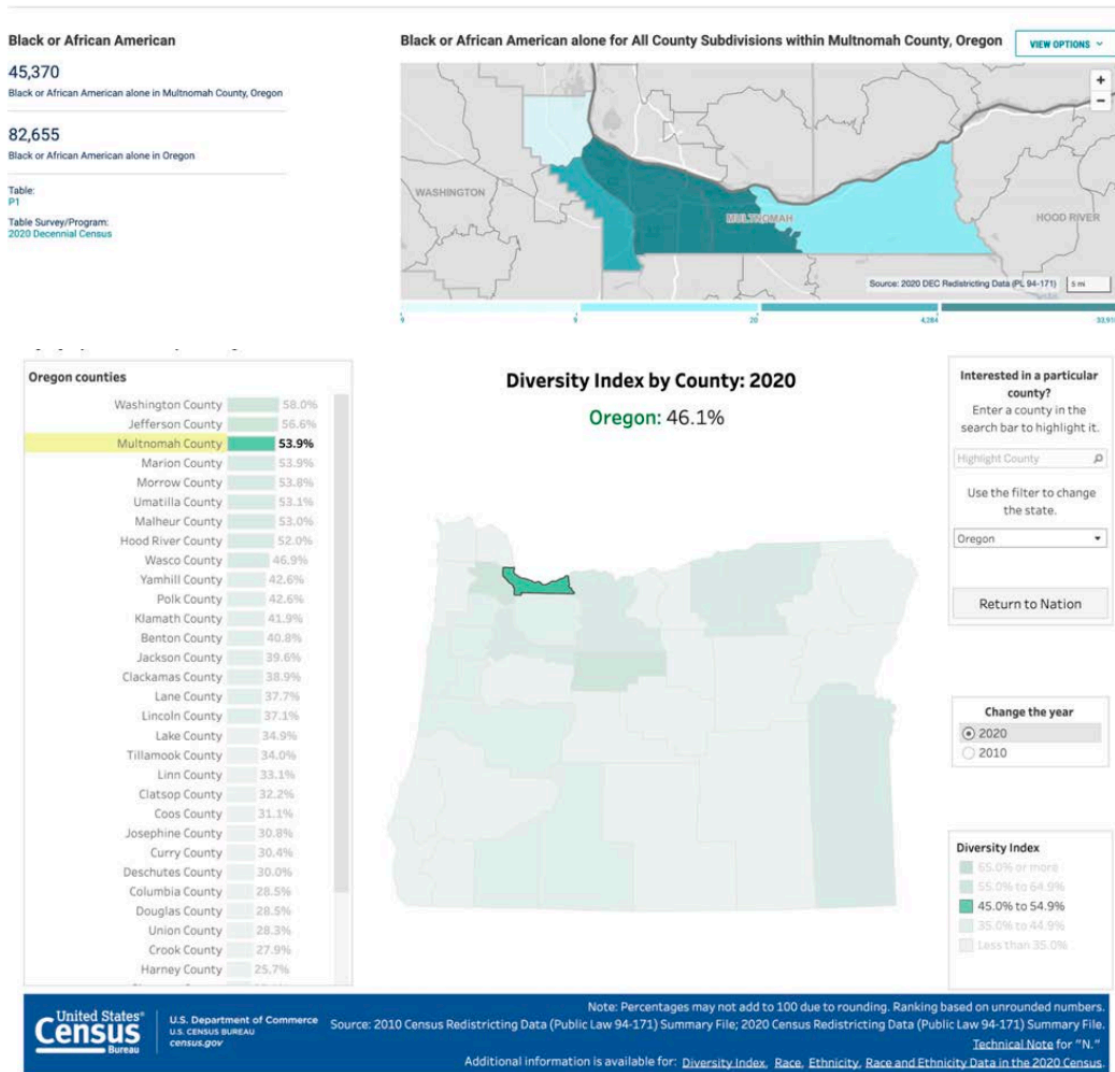 Black or African American
45,370
Black or African American alone in Multnomah County, Oregon
82,655
Black or African American alone in Oregon
Table:
P1
Table Survey/Program:
2020 Decennial Census
Black or African American alone for All County Subdivisions within Multnomah County, Oregon
VIEW OPTIONS
+
−
WASHINGTON
MULTNOMAH
HOOD RIVER
Source: 2020 DEC Redistricting Data (PL 94-171)
5 mi
9
20
4,284
Oregon counties
Washington County 58.0%
Jefferson County 56.6%
Multnomah County 53.9%
Marion County 53.9%
Morrow County 53.8%
Umatilla County 53.1%
Malheur County 53.0%
Hood River County 52.0%
Wasco County 46.9%
Yamhill County 42.6%
Polk County 42.6%
Klamath County 41.9%
Benton County 40.8%
Jackson County 39.6%
Clackamas County 38.9%
Lane County 37.7%
Lincoln County 37.1%
Lake County 34.9%
Tillamook County 34.0%
Linn County 33.1%
Clatsop County 32.2%
Coos County 31.1%
Josephine County 30.8%
Curry County 30.4%
Deschutes County 30.0%
Columbia County 28.5%
Douglas County 28.5%
Union County 28.3%
Crook County 27.9%
Harney County 25.7%
Diversity Index by County: 2020
Oregon: 46.1%
Interested in a particular
county?
Enter a county in the
search bar to highlight it.
Highlight County
Use the filter to change
the state.
Oregon
Return to Nation
Change the year
2020
2010
Diversity Index
65.0% or more
55.0% to 64.9%
45.0% to 54.9%
35.0% to 44.9%
Less than 35.0%
United States®
Census
Bureau
U.S. Department of Commerce
U.S. CENSUS BUREAU
census.gov
Note: Percentages may not add to 100 due to rounding. Ranking based on unrounded numbers.
Source: 2010 Census Redistricting Data (Public Law 94-171) Summary File; 2020 Census Redistricting Data (Public Law 94-171) Summary File.
Technical Note for "N."
Additional information is available for: Diversity Index, Race, Ethnicity, Race and Ethnicity Data in the 2020 Census.